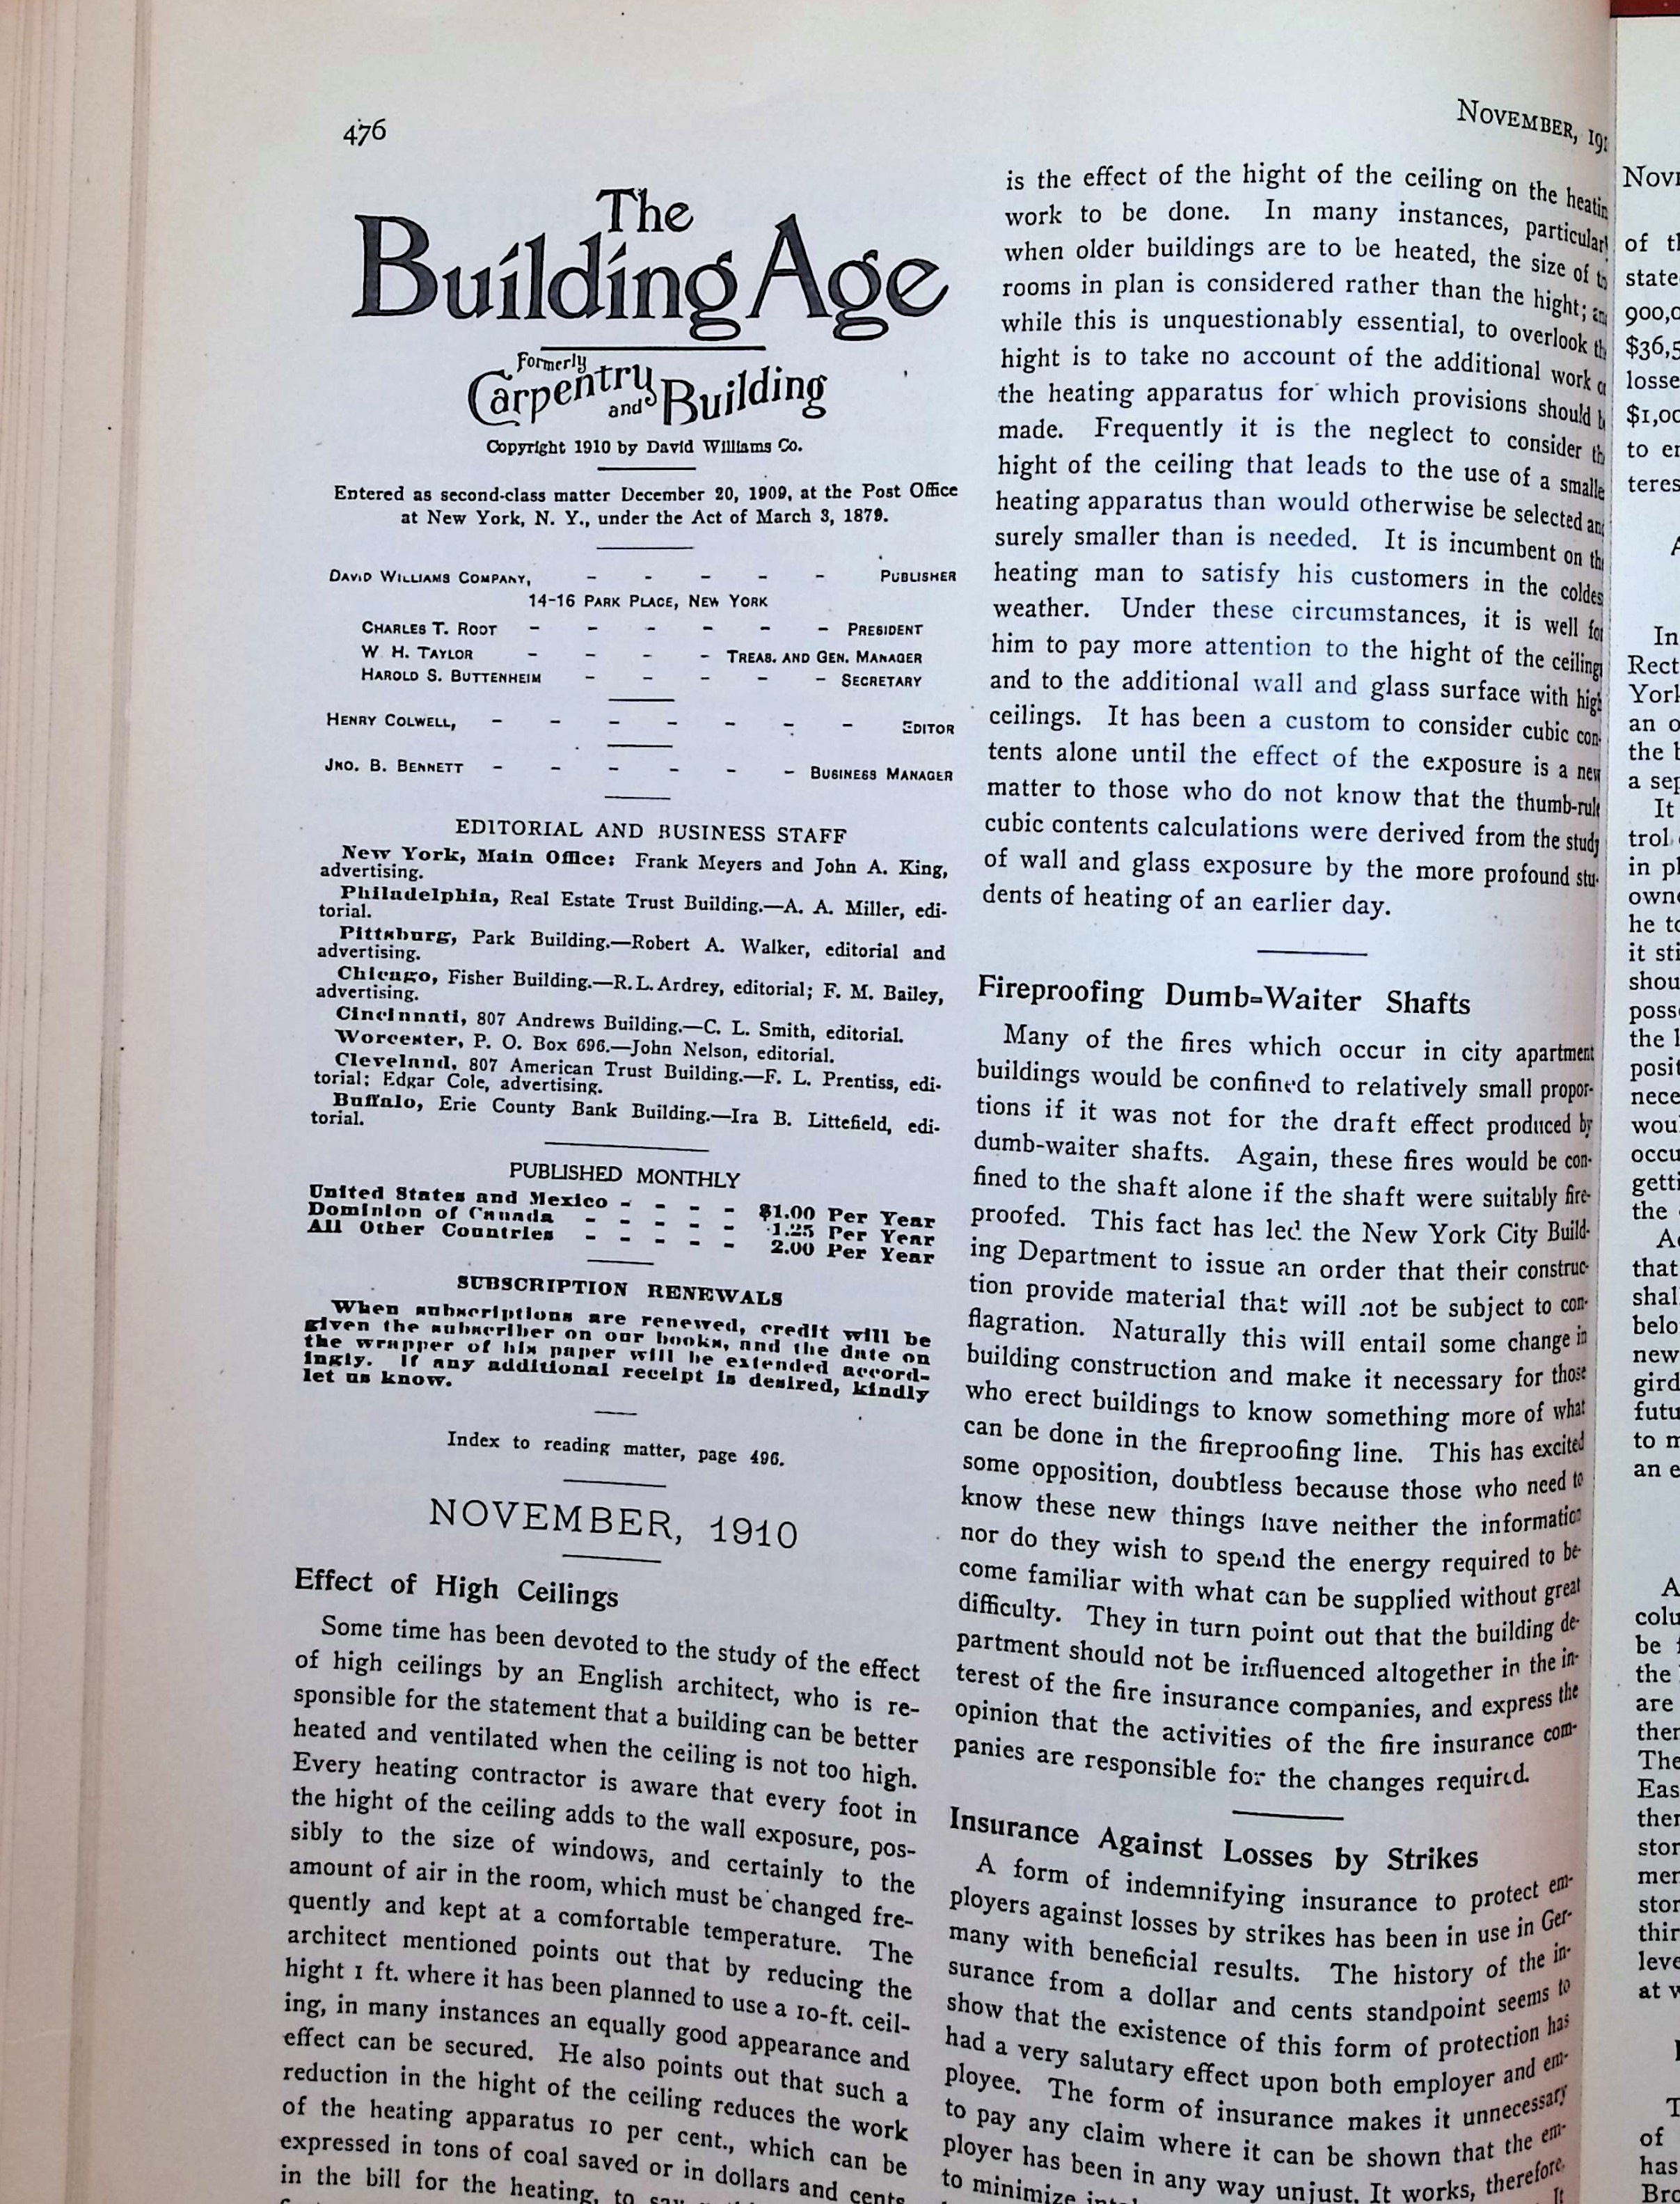 476
NOVEMBER, 191
The
Building Age
Formerly
Carpentry and Building
Copyright 1910 by David Williams Co.
Entered as second-class matter December 20, 1909, at the Post Office
at New York, N. Y., under the Act of March 3, 1879.
DAVID WILLIAMS COMPANY, - - - - - PUBLISHER
14-16 PARK PLACE, NEW YORK
CHARLES T. ROOT - - - - - - PRESIDENT
W. H. TAYLOR - - - - TREAS. AND GEN. MANAGER
HAROLD S. BUTTENHEIM - - - - - SECRETARY
HENRY COLWELL, - - - - - - - EDITOR
JNO. B. BENNETT - - - - - - BUSINESS MANAGER
EDITORIAL AND BUSINESS STAFF
New York, Main Office: Frank Meyers and John A. King,
advertising.
Philadelphia, Real Estate Trust Building.—A. A. Miller, edi-
torial.
Pittsburg, Park Building.—Robert A. Walker, editorial and
advertising.
Chicago, Fisher Building.—R. L. Ardrey, editorial; F. M. Bailey,
advertising.
Cincinnati, 807 Andrews Building.—C. L. Smith, editorial.
Worcester, P. O. Box 696.—John Nelson, editorial.
Cleveland, 807 American Trust Building.—F. L. Prentiss, edi-
torial; Edgar Cole, advertising.
Buffalo, Erie County Bank Building.—Ira B. Littefield, edi-
torial.
PUBLISHED MONTHLY
United States and Mexico - - - - $1.00 Per Year
Dominion of Canada - - - - - 1.25 Per Year
All Other Countries - - - - - 2.00 Per Year
SUBSCRIPTION RENEWALS
When subscriptions are renewed, credit will be
given the subscriber on our books, and the date on
the wrapper of his paper will be extended accord-
ingly. If any additional receipt is desired, kindly
let us know.
Index to reading matter, page 496.
NOVEMBER, 1910
Effect of High Ceilings
Some time has been devoted to the study of the effect
of high ceilings by an English architect, who is re-
sponsible for the statement that a building can be better
heated and ventilated when the ceiling is not too high.
Every heating contractor is aware that every foot in
the hight of the ceiling adds to the wall exposure, pos-
sibly to the size of windows, and certainly to the
amount of air in the room, which must be changed fre-
quently and kept at a comfortable temperature. The
architect mentioned points out that by reducing the
hight 1 ft. where it has been planned to use a 10-ft. ceil-
ing, in many instances an equally good appearance and
effect can be secured. He also points out that such a
reduction in the hight of the ceiling reduces the work
of the heating apparatus 10 per cent., which can be
expressed in tons of coal saved or in dollars and cents
in the bill for the heating, to say
is the effect of the hight of the ceiling on the heatin
work to be done. In many instances, particularl
when older buildings are to be heated, the size of th
rooms in plan is considered rather than the hight; an
while this is unquestionably essential, to overlook th
hight is to take no account of the additional work o
the heating apparatus for which provisions should b
made. Frequently it is the neglect to consider th
hight of the ceiling that leads to the use of a smalle
heating apparatus than would otherwise be selected and
surely smaller than is needed. It is incumbent on the
heating man to satisfy his customers in the coldes
weather. Under these circumstances, it is well for
him to pay more attention to the hight of the ceiling
and to the additional wall and glass surface with high
ceilings. It has been a custom to consider cubic con-
tents alone until the effect of the exposure is a new
matter to those who do not know that the thumb-rule
cubic contents calculations were derived from the study
of wall and glass exposure by the more profound stu-
dents of heating of an earlier day.
Fireproofing Dumb-Waiter Shafts
Many of the fires which occur in city apartment
buildings would be confined to relatively small propor-
tions if it was not for the draft effect produced by
dumb-waiter shafts. Again, these fires would be con-
fined to the shaft alone if the shaft were suitably fire-
proofed. This fact has led the New York City Build-
ing Department to issue an order that their construc-
tion provide material that will not be subject to con-
flagration. Naturally this will entail some change in
building construction and make it necessary for those
who erect buildings to know something more of what
can be done in the fireproofing line. This has excited
some opposition, doubtless because those who need to
know these new things have neither the information
nor do they wish to spend the energy required to be-
come familiar with what can be supplied without great
difficulty. They in turn point out that the building de-
partment should not be influenced altogether in the in-
terest of the fire insurance companies, and express the
opinion that the activities of the fire insurance com-
panies are responsible for the changes required.
Insurance Against Losses by Strikes
A form of indemnifying insurance to protect em-
ployers against losses by strikes has been in use in Ger-
many with beneficial results. The history of the in-
surance from a dollar and cents standpoint seems to
show that the existence of this form of protection has
had a very salutary effect upon both employer and em-
ployee. The form of insurance makes it unnecessary
to pay any claim where it can be shown that the em-
ployer has been in any way unjust. It works, therefore,
to minimize